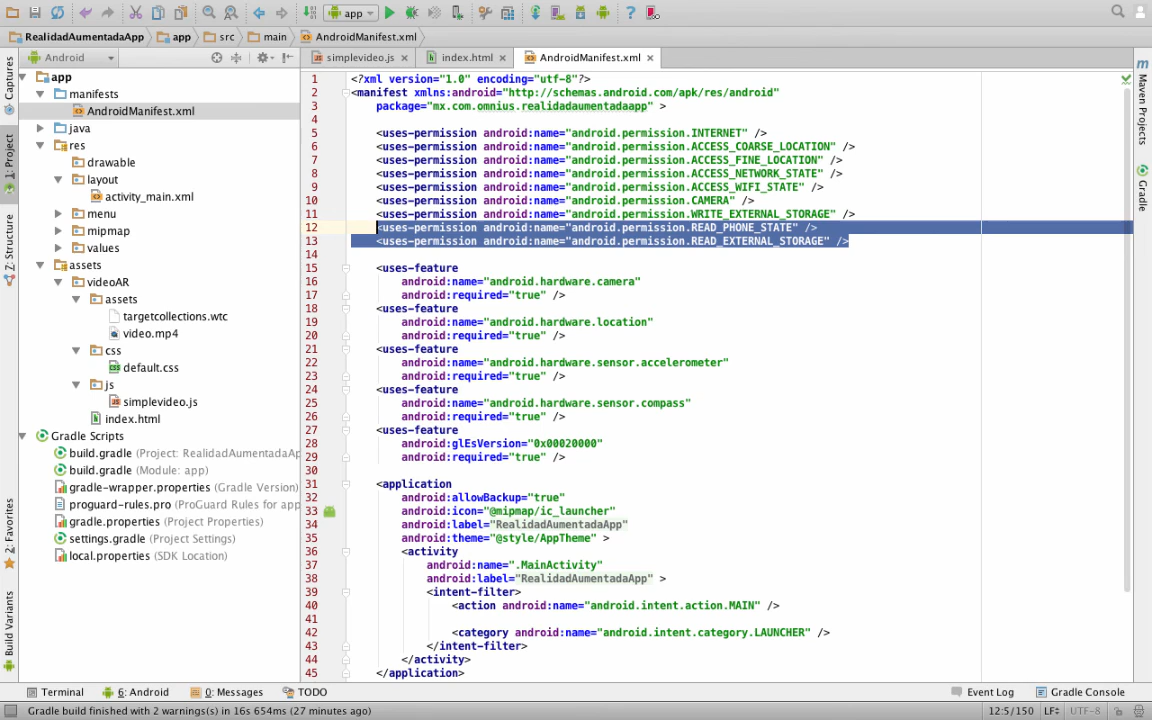 app
RealidadAumentadaApp app src main AndroidManifest.xml
Android
simplevideo.js index.html AndroidManifest.xml
Captures
1: Project
Z: Structure
2: Favorites
Build Variants
app
manifests
AndroidManifest.xml
java
res
drawable
layout
activity_main.xml
menu
mipmap
values
assets
videoAR
assets
targetcollections.wtc
video.mp4
css
default.css
js
simplevideo.js
index.html
Gradle Scripts
build.gradle (Project: RealidadAumentadaAp
build.gradle (Module: app)
gradle-wrapper.properties (Gradle Version)
proguard-rules.pro (ProGuard Rules for app
gradle.properties (Project Properties)
settings.gradle (Project Settings)
local.properties (SDK Location)
1 <?xml version="1.0" encoding="utf-8"?>
2 <manifest xmlns:android="http://schemas.android.com/apk/res/android"
3 package="mx.com.omnius.realidadaumentadaapp" >
4
5 <uses-permission android:name="android.permission.INTERNET" />
6 <uses-permission android:name="android.permission.ACCESS_COARSE_LOCATION" />
7 <uses-permission android:name="android.permission.ACCESS_FINE_LOCATION" />
8 <uses-permission android:name="android.permission.ACCESS_NETWORK_STATE" />
9 <uses-permission android:name="android.permission.ACCESS_WIFI_STATE" />
10 <uses-permission android:name="android.permission.CAMERA" />
11 <uses-permission android:name="android.permission.WRITE_EXTERNAL_STORAGE" />
12 <uses-permission android:name="android.permission.READ_PHONE_STATE" />
13 <uses-permission android:name="android.permission.READ_EXTERNAL_STORAGE" />
14
15 <uses-feature
16 android:name="android.hardware.camera"
17 android:required="true" />
18 <uses-feature
19 android:name="android.hardware.location"
20 android:required="true" />
21 <uses-feature
22 android:name="android.hardware.sensor.accelerometer"
23 android:required="true" />
24 <uses-feature
25 android:name="android.hardware.sensor.compass"
26 android:required="true" />
27 <uses-feature
28 android:glEsVersion="0x00020000"
29 android:required="true" />
30
31 <application
32 android:allowBackup="true"
33 android:icon="@mipmap/ic_launcher"
34 android:label="RealidadAumentadaApp"
35 android:theme="@style/AppTheme" >
36 <activity
37 android:name=".MainActivity"
38 android:label="RealidadAumentadaApp" >
39 <intent-filter>
40 <action android:name="android.intent.action.MAIN" />
41
42 <category android:name="android.intent.category.LAUNCHER" />
43 </intent-filter>
44 </activity>
45 </application>
Maven Projects
Gradle
Terminal 6: Android 0: Messages TODO Event Log Gradle Console
Gradle build finished with 2 warnings(s) in 16s 654ms (27 minutes ago) 12:5/150 LF÷ UTF-8